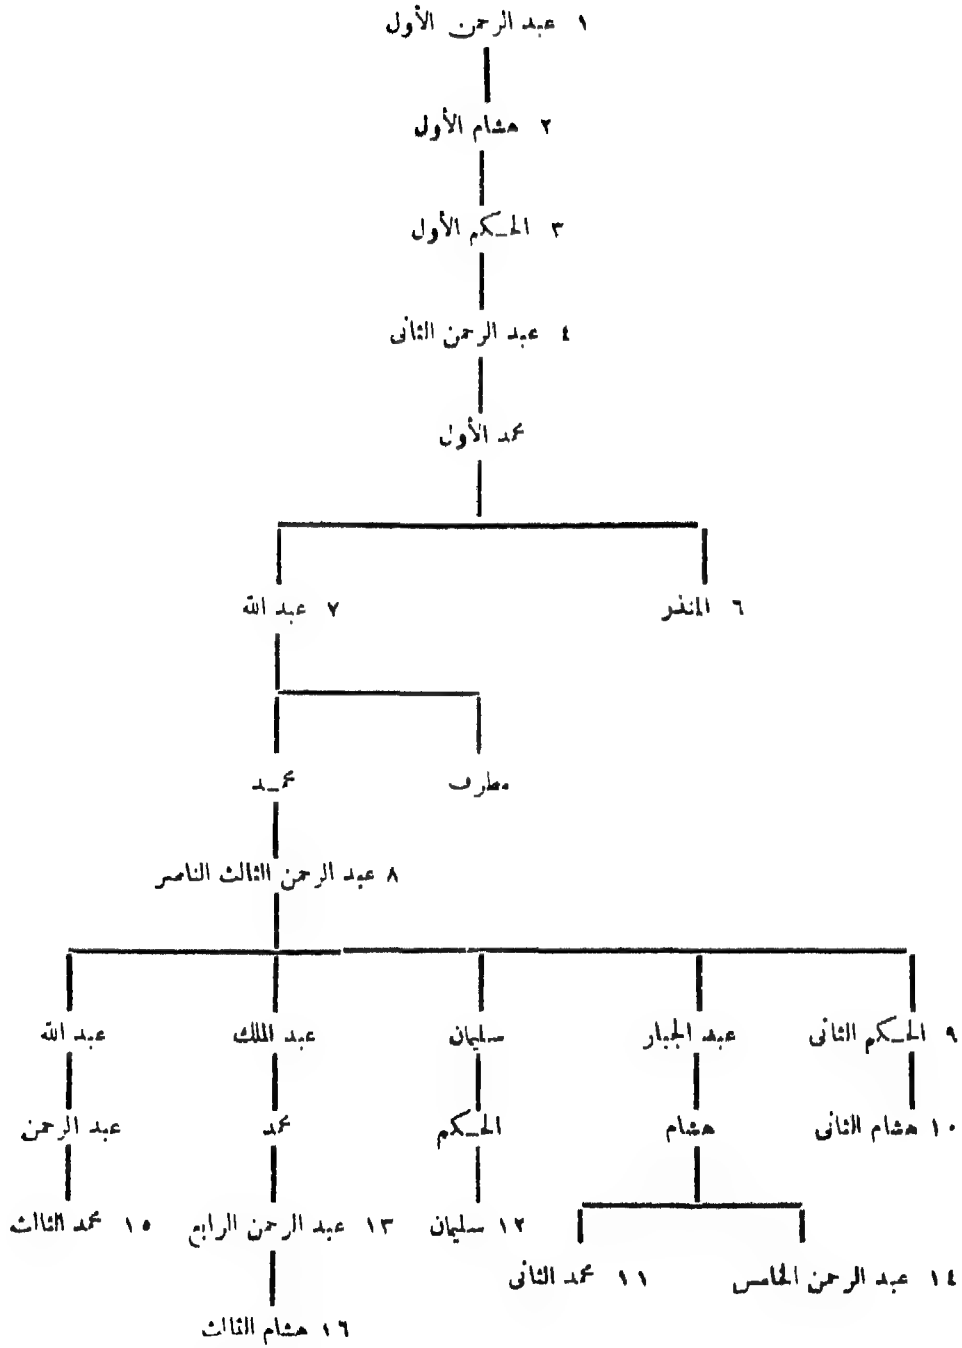 ١ عبد الرحمن الأول
٢ هشام الأول
٣ الحكم الأول
٤ عبد الرحمن الثانى
محمد الأول
٦ المنذر
٧ عبد الله
مطرف
محمد
٨ عبد الرحمن الثالث الناصر
٩ الحكم الثانى
عبد الجبار
سليمان
عبد الملك
عبد الله
١٠ هشام الثانى
هشام
الحكم
محمد
عبد الرحمن
١٢ سليمان
١٣ عبد الرحمن الرابع
١٥ محمد الثالث
١٤ عبد الرحمن الخامس
١١ محمد الثانى
١٦ هشام الثالث